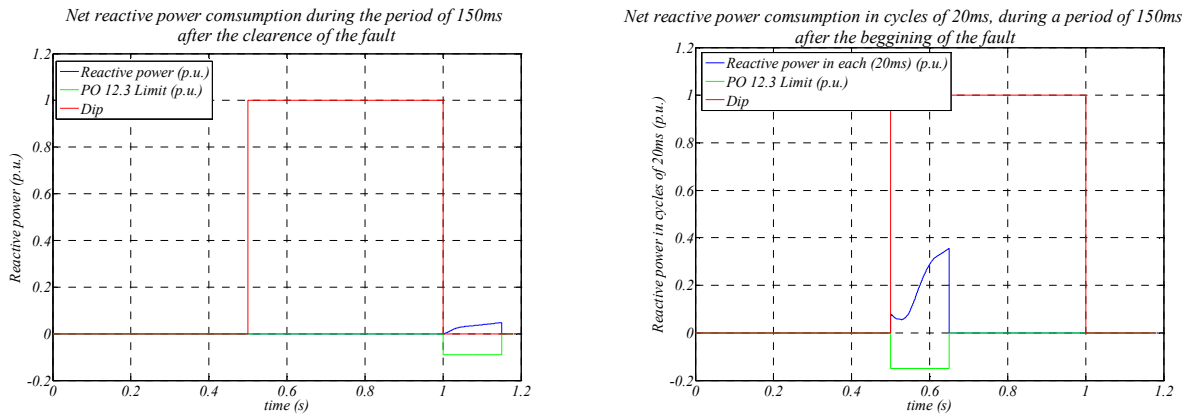 Net reactive power comsumption during the period of 150ms
after the clearence of the fault
1.2
1
0.8
0.6
0.4
0.2
0
-0.2
Reactive power (p.u.)
Reactive power (p.u.)
PO 12.3 Limit (p.u.)
Dip
0
0.2
0.4
0.6
0.8
1
1.2
time (s)
Net reactive power comsumption in cycles of 20ms, during a period of 150ms
after the beggining of the fault
1.2
1
0.8
0.6
0.4
0.2
0
-0.2
Reactive power in cycles of 20ms (p.u.)
Reactive power in each (20ms) (p.u.)
PO 12.3 Limit (p.u.)
Dip
0
0.2
0.4
0.6
0.8
1
1.2
time (s)